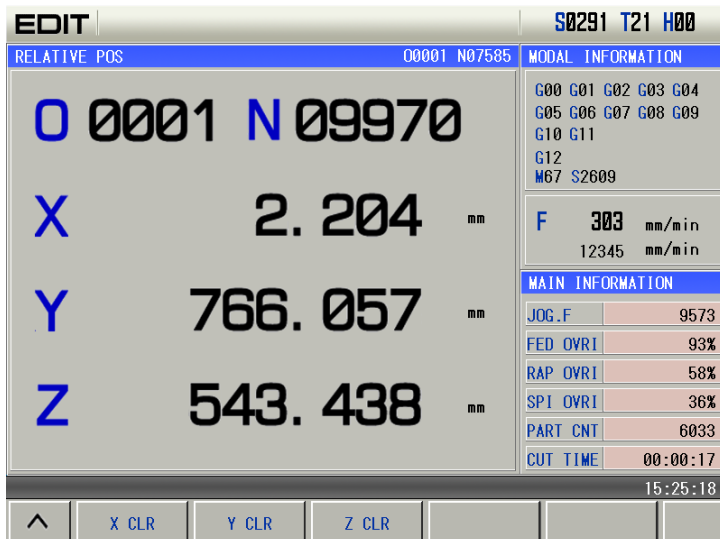 EDIT
S0291 T21 H00
RELATIVE POS O0001 N07585
MODAL INFORMATION
O 0001 N 09970
X 2.204 mm
Y 766.057 mm
Z 543.438 mm
G00 G01 G02 G03 G04
G05 G06 G07 G08 G09
G10 G11
G12
M67 S2609
F 303 mm/min
12345 mm/min
MAIN INFORMATION
JOG.F 9573
FED OVRI 93%
RAP OVRI 58%
SPI OVRI 36%
PART CNT 6033
CUT TIME 00:00:17
15:25:18
X CLR Y CLR Z CLR